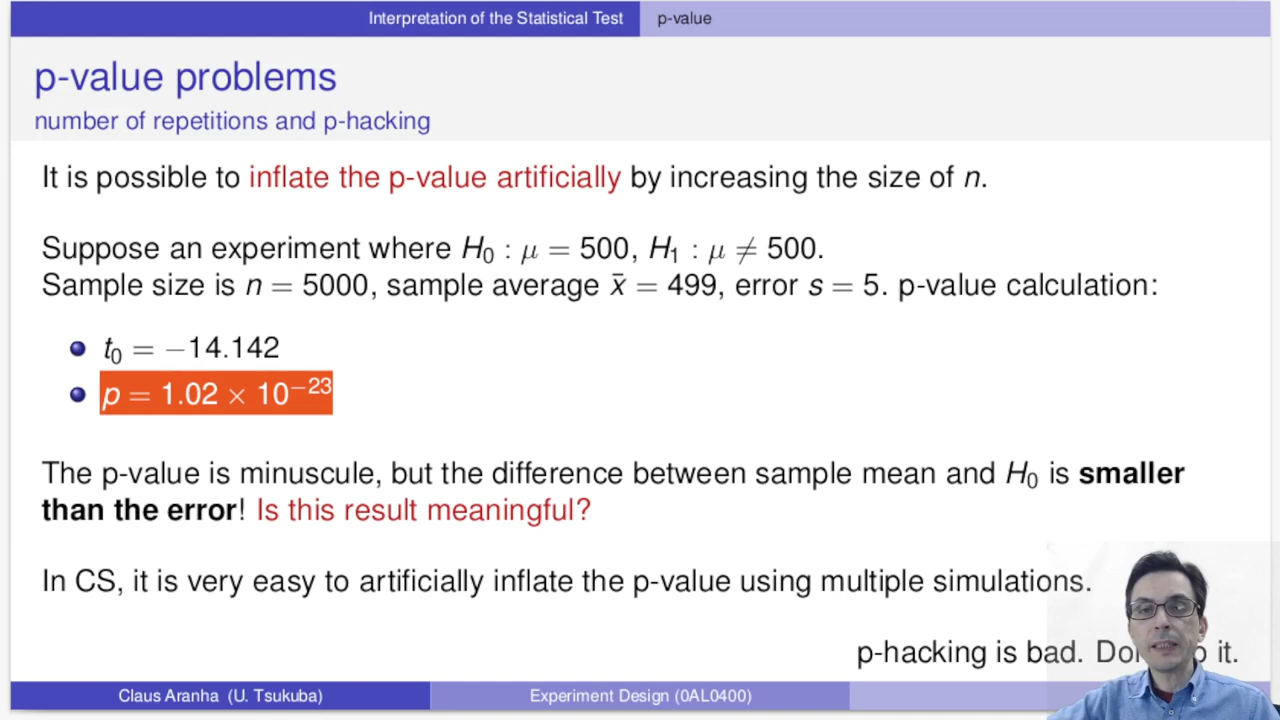 Interpretation of the Statistical Test p-value
p-value problems
number of repetitions and p-hacking
It is possible to inflate the p-value artificially by increasing the size of n.
Suppose an experiment where H₀ : μ = 500, H₁ : μ ≠ 500.
Sample size is n = 5000, sample average x̄ = 499, error s = 5. p-value calculation:
t₀ = −14.142
p = 1.02 × 10⁻²³
The p-value is minuscule, but the difference between sample mean and H₀ is smaller
than the error! Is this result meaningful?
In CS, it is very easy to artificially inflate the p-value using multiple simulations.
p-hacking is bad. it.
Claus Aranha (U. Tsukuba) Experiment Design (0AL0400)